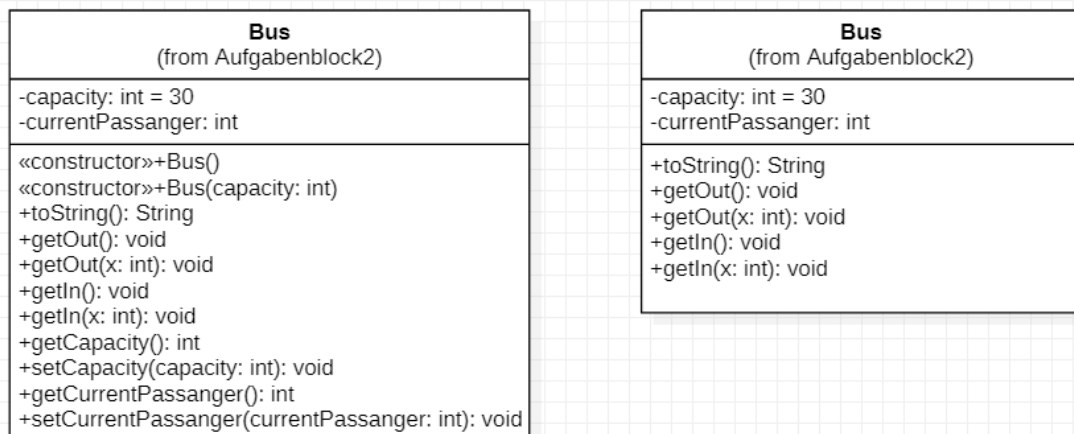 Bus
(from Aufgabenblock2)
-capacity: int = 30
-currentPassanger: int
«constructor»+Bus()
«constructor»+Bus(capacity: int)
+toString(): String
+getOut(): void
+getOut(x: int): void
+getIn(): void
+getIn(x: int): void
+getCapacity(): int
+setCapacity(capacity: int): void
+getCurrentPassanger(): int
+setCurrentPassanger(currentPassanger: int): void
Bus
(from Aufgabenblock2)
-capacity: int = 30
-currentPassanger: int
+toString(): String
+getOut(): void
+getOut(x: int): void
+getIn(): void
+getIn(x: int): void